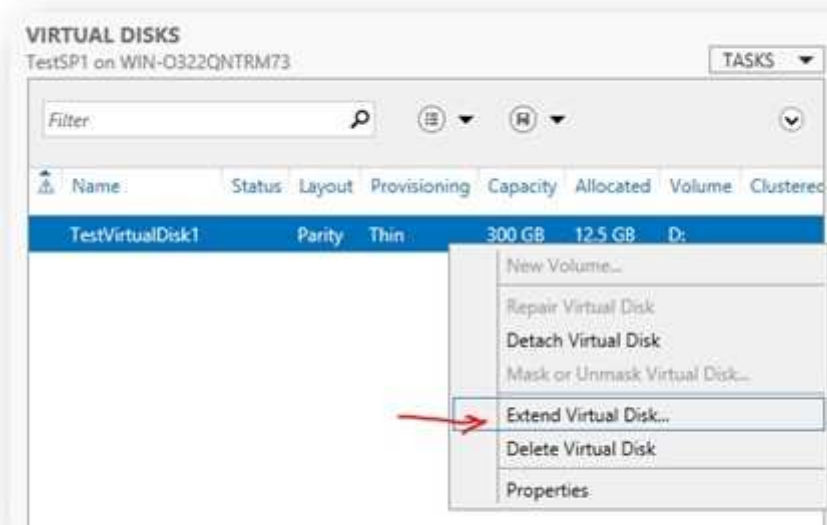 VIRTUAL DISKS
TestSP1 on WIN-O322QNTRM73
TASKS
Filter
Name Status Layout Provisioning Capacity Allocated Volume Clustered
TestVirtualDisk1 Parity Thin 300 GB 12.5 GB D:
New Volume...
Repair Virtual Disk
Detach Virtual Disk
Mask or Unmask Virtual Disk...
Extend Virtual Disk...
Delete Virtual Disk
Properties